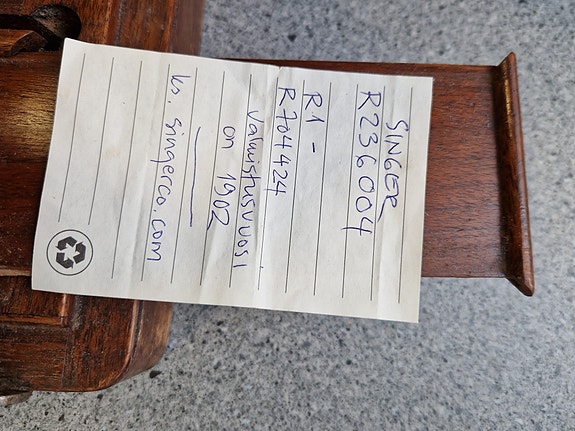 SINGER
R236004
R1 -
R704424
valmistusvuosi
on 1902
ks. singerco.com